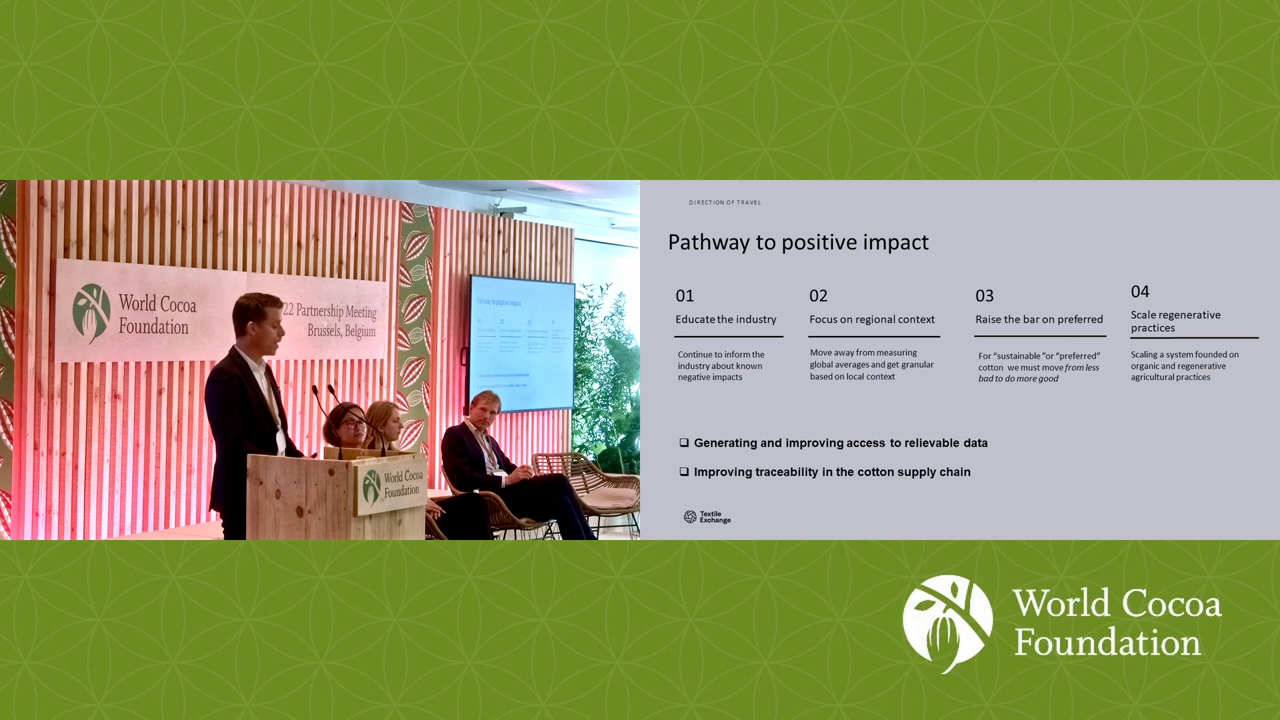 World Cocoa
Foundation
22 Partnership Meeting
Brussels, Belgium
World Cocoa
Foundation
Pathway to positive impact
DIRECTION OF TRAVEL
Pathway to positive impact
01
Educate the industry
Continue to inform the
industry about known
negative impacts
02
Focus on regional context
Move away from measuring
global averages and get granular
based on local context
03
Raise the bar on preferred
For “sustainable ”or “preferred”
cotton we must move from less
bad to do more good
04
Scale regenerative
practices
Scaling a system founded on
organic and regenerative
agricultural practices
Generating and improving access to relievable data
Improving traceability in the cotton supply chain
Textile
Exchange
World Cocoa
Foundation